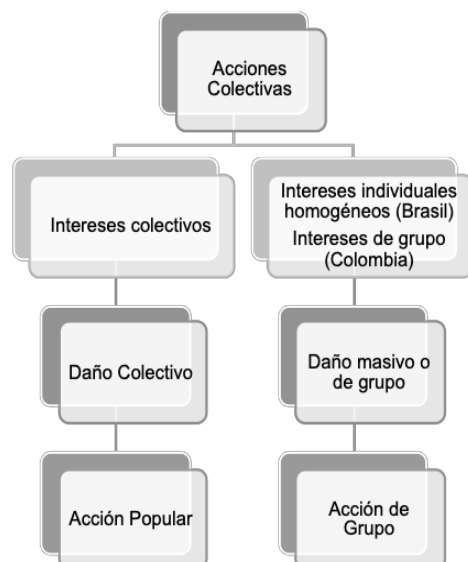 Acciones
Colectivas
Intereses colectivos
Intereses individuales
homogéneos (Brasil)
Intereses de grupo
(Colombia)
Daño Colectivo
Daño masivo o
de grupo
Acción Popular
Acción de
Grupo